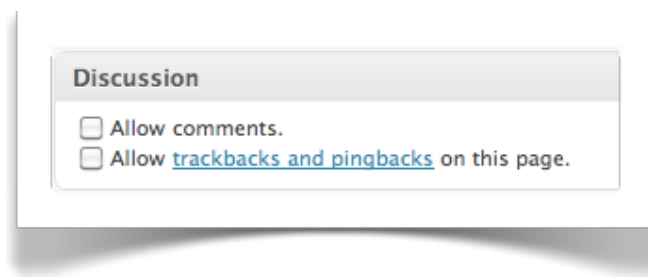 Discussion
Allow comments.
Allow trackbacks and pingbacks on this page.